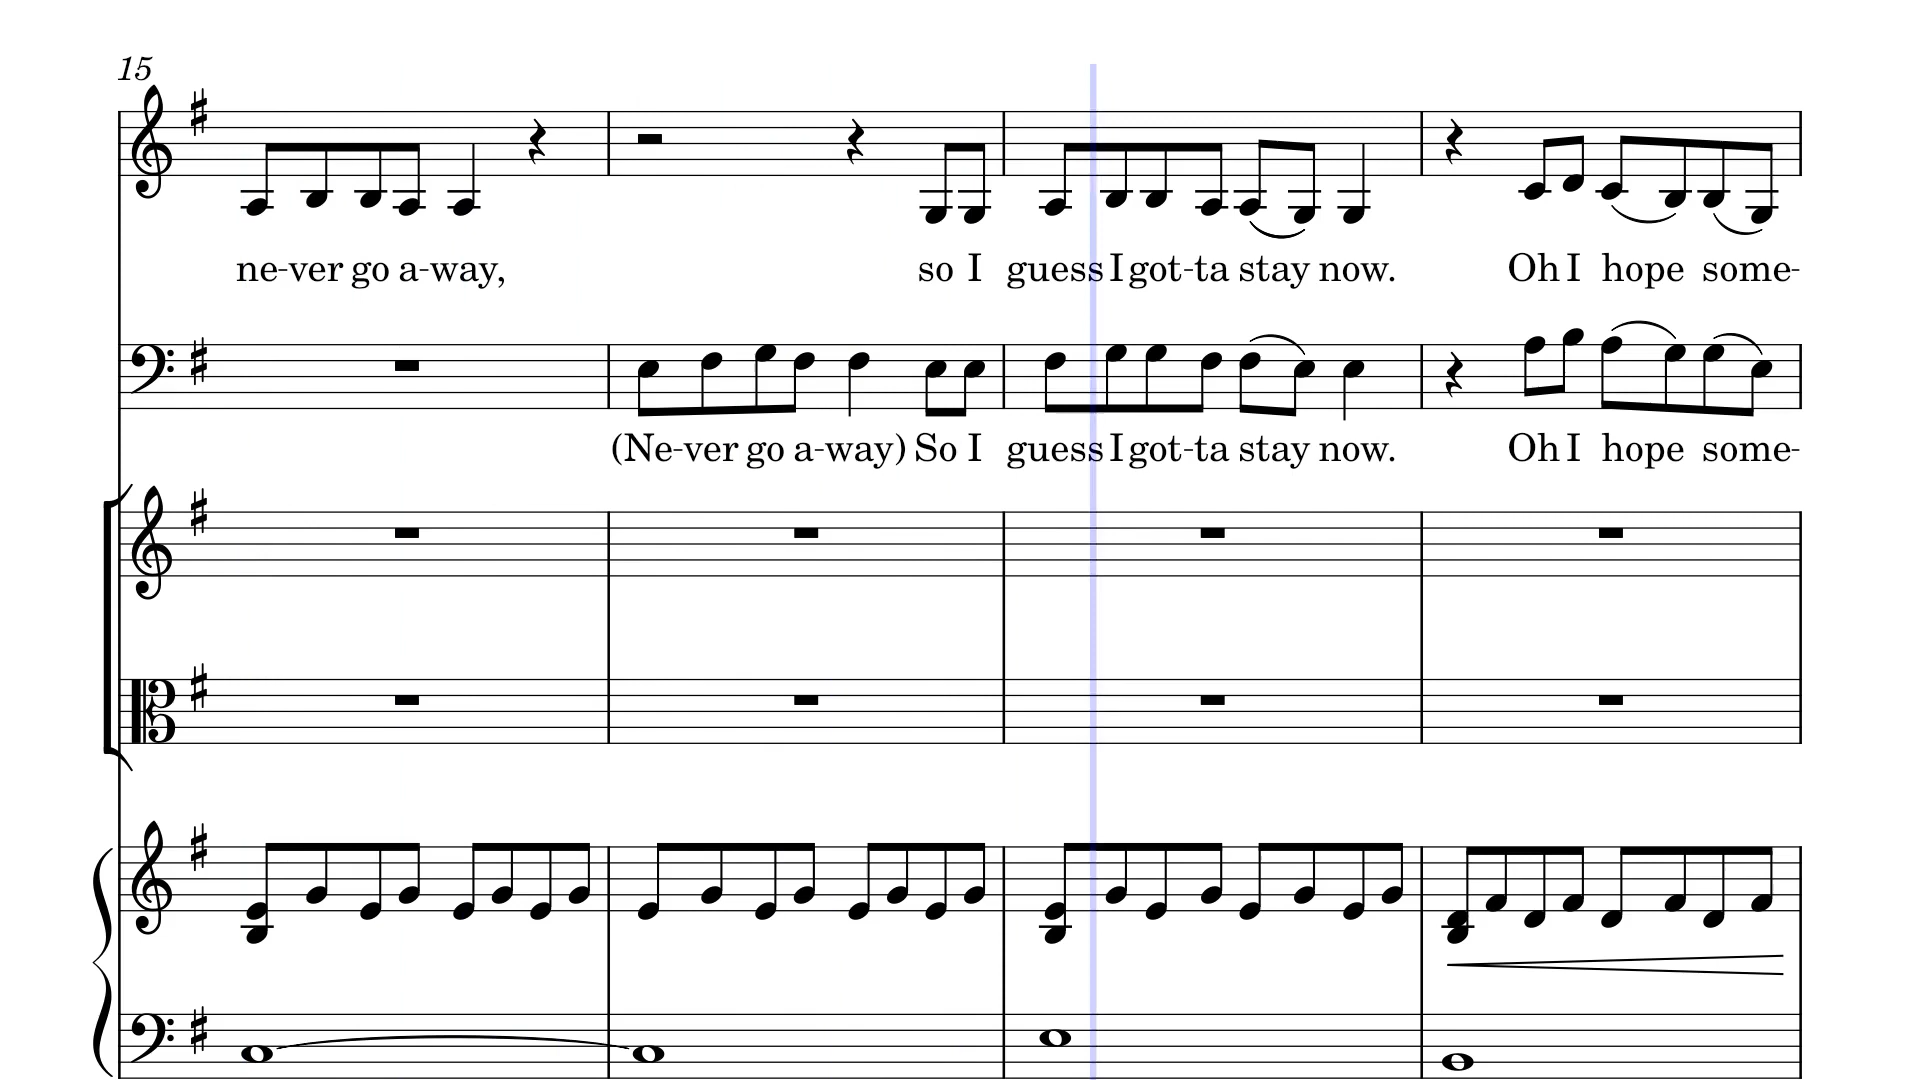 15
ne-ver go a-way, so I guess I got-ta stay now. Oh I hope some-
(Ne-ver go a-way) So I guess I got-ta stay now. Oh I hope some-